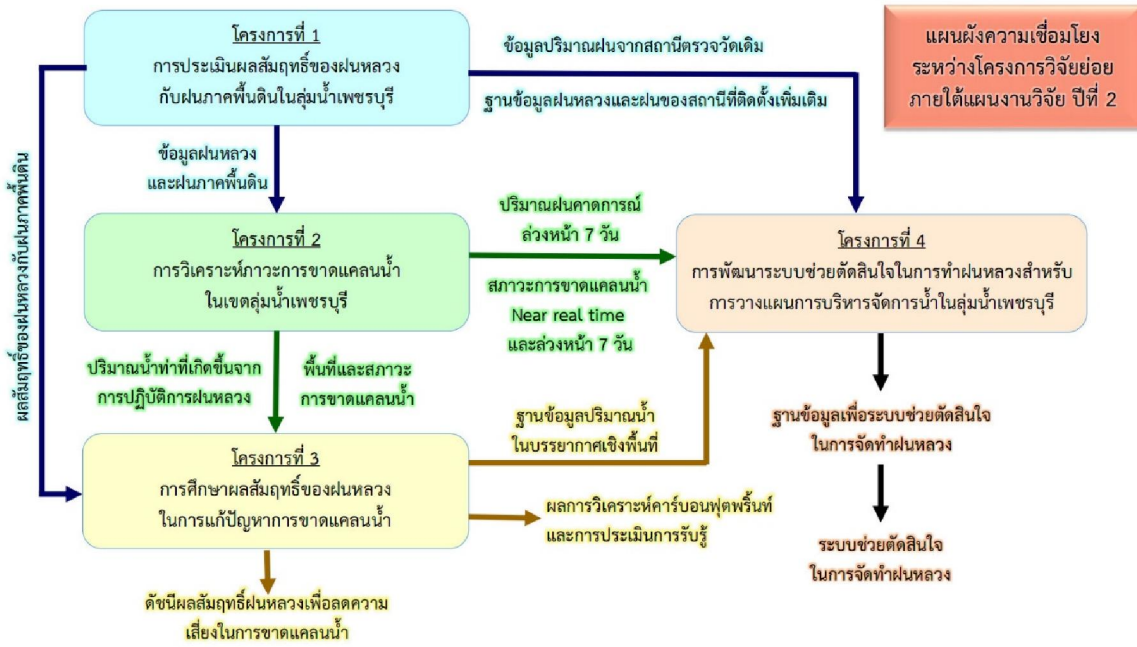 โครงการที่ 1
การประเมินผลสัมฤทธิ์ของฝนหลวง
กับฝนภาคพื้นดินในลุ่มน้ำเพชรบุรี
ข้อมูลปริมาณฝนจากสถานีตรวจวัดเดิม
ฐานข้อมูลฝนหลวงและฝนของสถานีที่ติดตั้งเพิ่มเติม
แผนผังความเชื่อมโยง
ระหว่างโครงการวิจัยย่อย
ภายใต้แผนงานวิจัย ปีที่ 2
ผลสัมฤทธิ์ของฝนหลวงกับฝนภาคพื้นดิน
ข้อมูลฝนหลวง
และฝนภาคพื้นดิน
โครงการที่ 2
การวิเคราะห์ภาวะการขาดแคลนน้ำ
ในเขตลุ่มน้ำเพชรบุรี
ปริมาณฝนคาดการณ์
ล่วงหน้า 7 วัน
สภาวะการขาดแคลนน้ำ
Near real time
และล่วงหน้า 7 วัน
โครงการที่ 4
การพัฒนาระบบช่วยตัดสินใจในการทำฝนหลวงสำหรับ
การวางแผนการบริหารจัดการน้ำในลุ่มน้ำเพชรบุรี
ปริมาณน้ำท่าที่เกิดขึ้นจาก
การปฏิบัติการฝนหลวง
พื้นที่และสภาวะ
การขาดแคลนน้ำ
ฐานข้อมูลปริมาณน้ำ
ในบรรยากาศเชิงพื้นที่
ฐานข้อมูลเพื่อระบบช่วยตัดสินใจ
ในการจัดทำฝนหลวง
โครงการที่ 3
การศึกษาผลสัมฤทธิ์ของฝนหลวง
ในการแก้ปัญหาการขาดแคลนน้ำ
ผลการวิเคราะห์คาร์บอนฟุตพริ้นท์
และการประเมินการรับรู้
ระบบช่วยตัดสินใจ
ในการจัดทำฝนหลวง
ดัชนีผลสัมฤทธิ์ฝนหลวงเพื่อลดความ
เสี่ยงในการขาดแคลนน้ำ